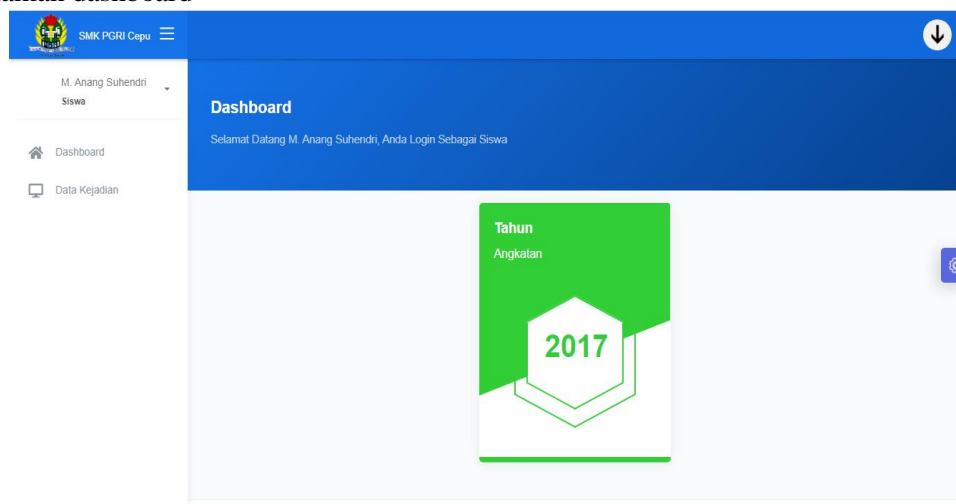 dashboard
SMK PGRI Cepu
M. Anang Suhendri
Siswa
Dashboard
Data Kejadian
Dashboard
Selamat Datang M. Anang Suhendri, Anda Login Sebagai Siswa
Tahun
Angkatan
2017